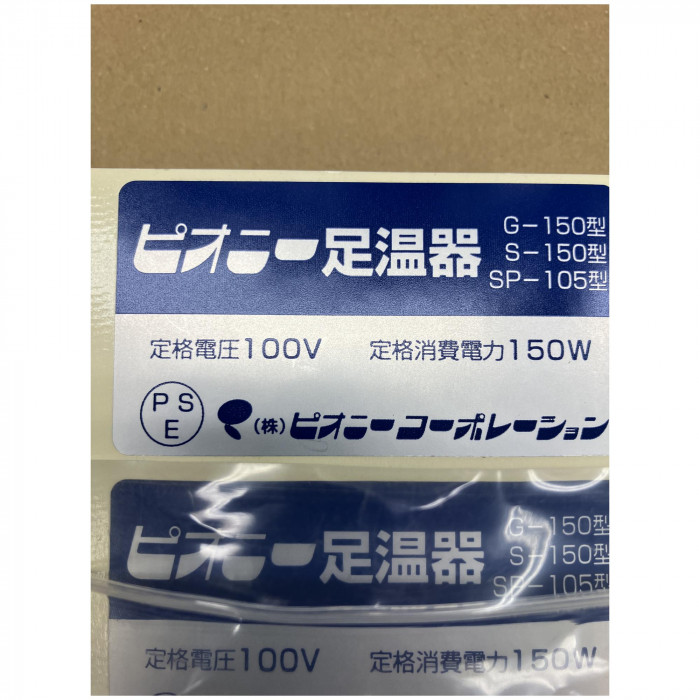 ピオニー足温器
G-150型
S-150型
SP-105型
定格電圧100V 定格消費電力150W
PSE
(株)ピオニーコーポレーション
ピオニー足温器
G-150型
S-150型
SP-105型
定格電圧100V 定格消費電力150W